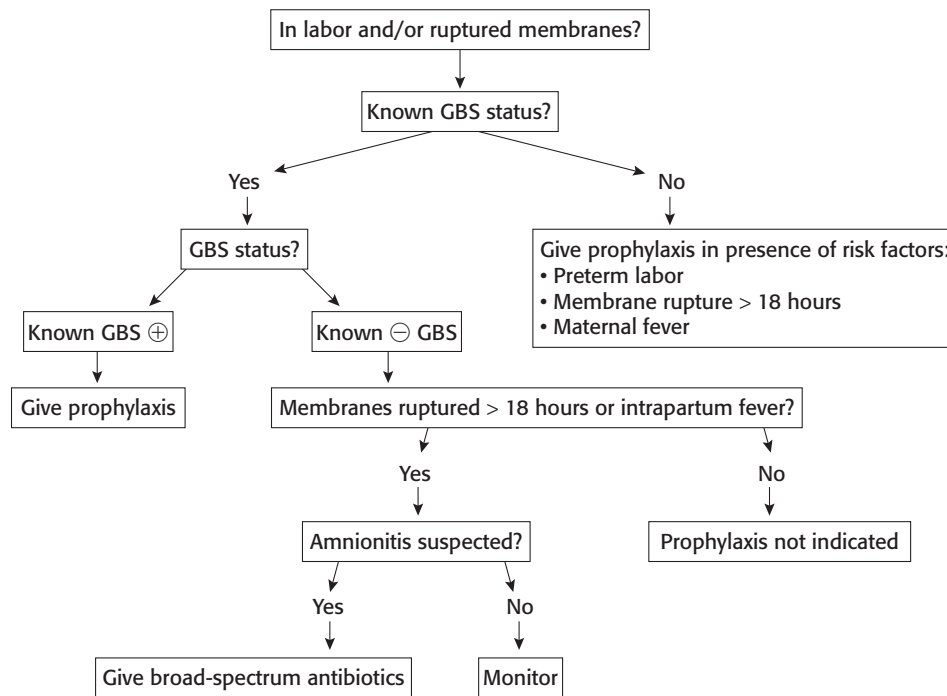 In labor and/or ruptured membranes?
Known GBS status?
Yes
No
GBS status?
Give prophylaxis in presence of risk factors:
• Preterm labor
• Membrane rupture > 18 hours
• Maternal fever
Known GBS ⊕
Known ⊖ GBS
Give prophylaxis
Membranes ruptured > 18 hours or intrapartum fever?
Yes
No
Amnionitis suspected?
Prophylaxis not indicated
Yes
No
Give broad-spectrum antibiotics
Monitor